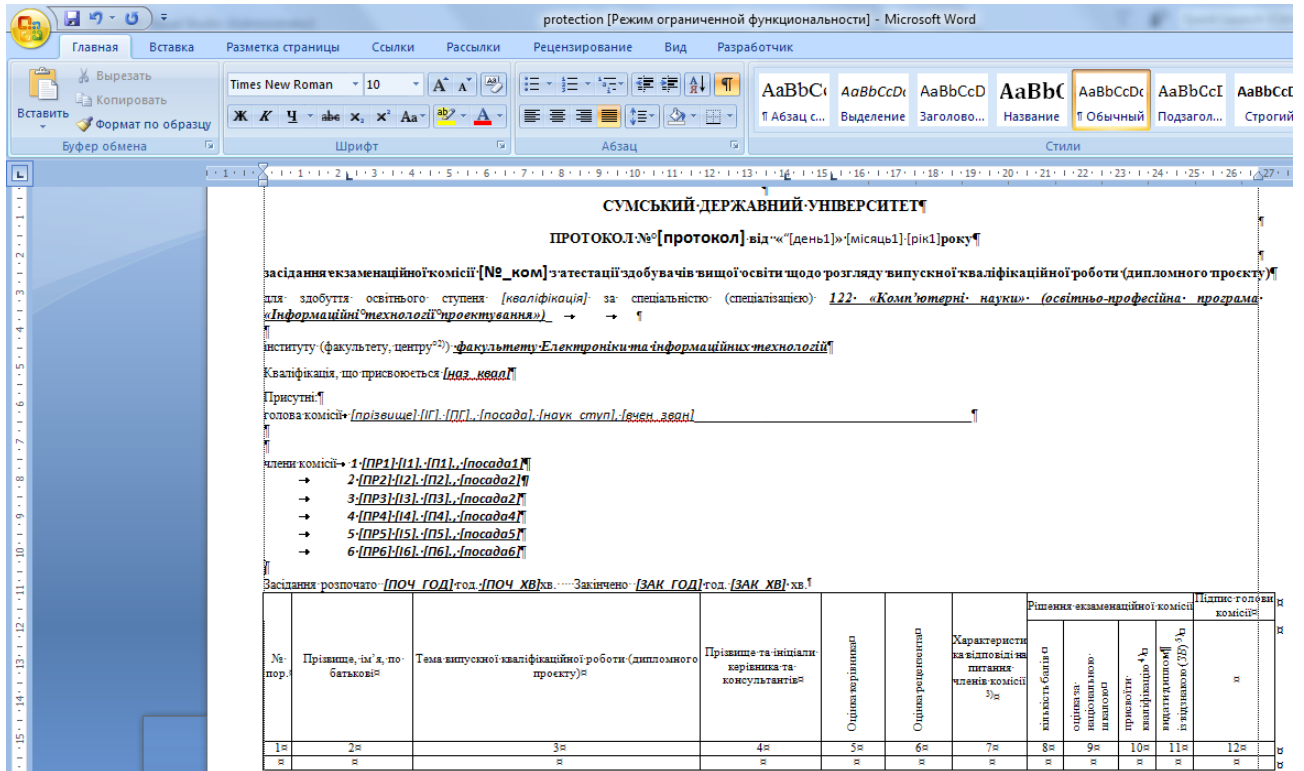 protection [Режим ограниченной функциональности] - Microsoft Word
Главная Вставка Разметка страницы Ссылки Рассылки Рецензирование Вид Разработчик
Вставить
Вырезать
Копировать
Формат по образцу
Буфер обмена
Times New Roman 10
Ж К Ч abe x₂ x² Aa
Шрифт
Абзац
AaBbC AaBbCcDc AaBbCcD AaBb( AaBbCcDc AaBbCcI AaBbCcD
¶ Абзац с... Выделение Заголово... Название ¶ Обычный Подзагол... Строгий
Стили
СУМСЬКИЙ ДЕРЖАВНИЙ УНІВЕРСИТЕТ¶
ПРОТОКОЛ №°[протокол] від «"[день1]» [місяць1] [рік1]року¶
засідання екзаменаційної комісії [№_ком] з атестації здобувачів вищої освіти щодо розгляду випускної кваліфікаційної роботи (дипломного проєкту)¶
для здобуття освітнього ступеня [кваліфікація] за спеціальністю (спеціалізацією) 122 «Комп'ютерні науки» (освітньо-професійна програма
«Інформаційні°технології°проектування») → → ¶
інституту (факультету, центру°²⁾) факультету Електроніки та інформаційних технологій¶
Кваліфікація, що присвоюється [наз_квал]¶
Присутні:¶
голова комісії→ [прізвище] [ІГ]. [ПГ]., [посада], [наук_ступ], [вчен_зван] ¶
члени комісії→ 1 [ПР1] [І1]. [П1]., [посада1]¶
→ 2 [ПР2] [І2]. [П2]., [посада2]¶
→ 3 [ПР3] [І3]. [П3]., [посада2]¶
→ 4 [ПР4] [І4]. [П4]., [посада4]¶
→ 5 [ПР5] [І5]. [П5]., [посада5]¶
→ 6 [ПР6] [І6]. [П6]., [посада6]¶
Засідання розпочато [ПОЧ_ГОД] год. [ПОЧ_ХВ]хв. Закінчено [ЗАК_ГОД] год. [ЗАК_ХВ] хв.¶
№ пор.
Прізвище, ім'я, по-батькові
Тема випускної кваліфікаційної роботи (дипломного проєкту)
Прізвище та ініціали керівника та консультантів
Оцінка керівника
Оцінка рецензента
Характеристика відповіді на питання членів комісії ³⁾
Рішення екзаменаційної комісії
кількість балів
оцінка за національною шкалою
присвоїти кваліфікацію ⁴⁾
видати диплом із відзнакою (ЗВ) ⁵⁾
Підпис голови комісії
1 2 3 4 5 6 7 8 9 10 11 12